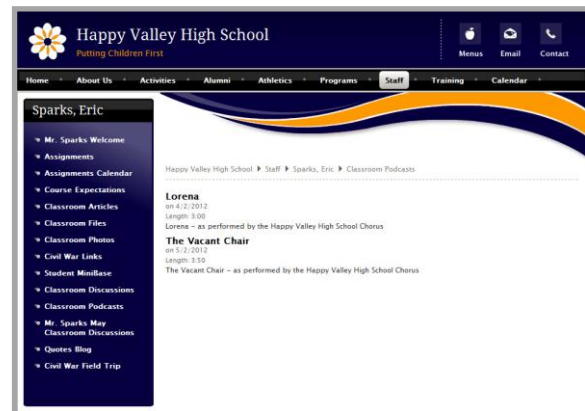 Happy Valley High School
Putting Children First
Menus Email Contact
Home About Us Activities Alumni Athletics Programs Staff Training Calendar
Sparks, Eric
Mr. Sparks Welcome
Assignments
Assignments Calendar
Course Expectations
Classroom Articles
Classroom Files
Classroom Photos
Civil War Links
Student MiniBase
Classroom Discussions
Classroom Podcasts
Mr. Sparks May
Classroom Discussions
Quotes Blog
Civil War Field Trip
Happy Valley High School Staff Sparks, Eric Classroom Podcasts
Lorena
on 4/2/2012
Length: 3:00
Lorena - as performed by the Happy Valley High School Chorus
The Vacant Chair
on 5/2/2012
Length: 3:50
The Vacant Chair - as performed by the Happy Valley High School Chorus